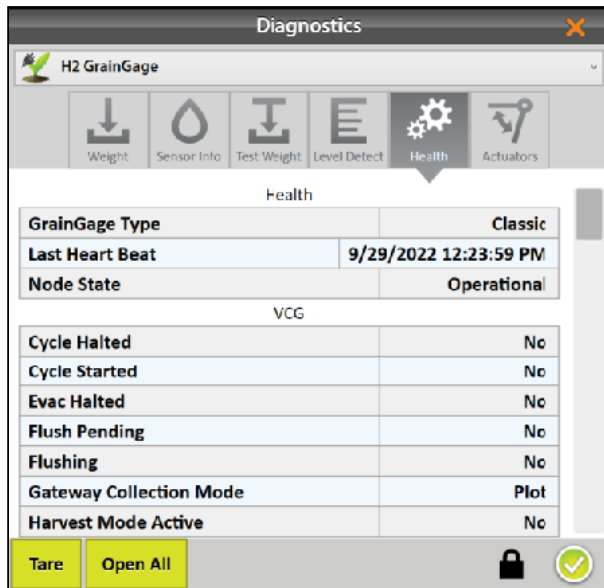 Diagnostics
H2 GrainGage
Weight Sensor Info Test Weight Level Detect Health Actuators
Health
GrainGage Type Classic
Last Heart Beat 9/29/2022 12:23:59 PM
Node State Operational
VCG
Cycle Halted No
Cycle Started No
Evac Halted No
Flush Pending No
Flushing No
Gateway Collection Mode Plot
Harvest Mode Active No
Tare Open All